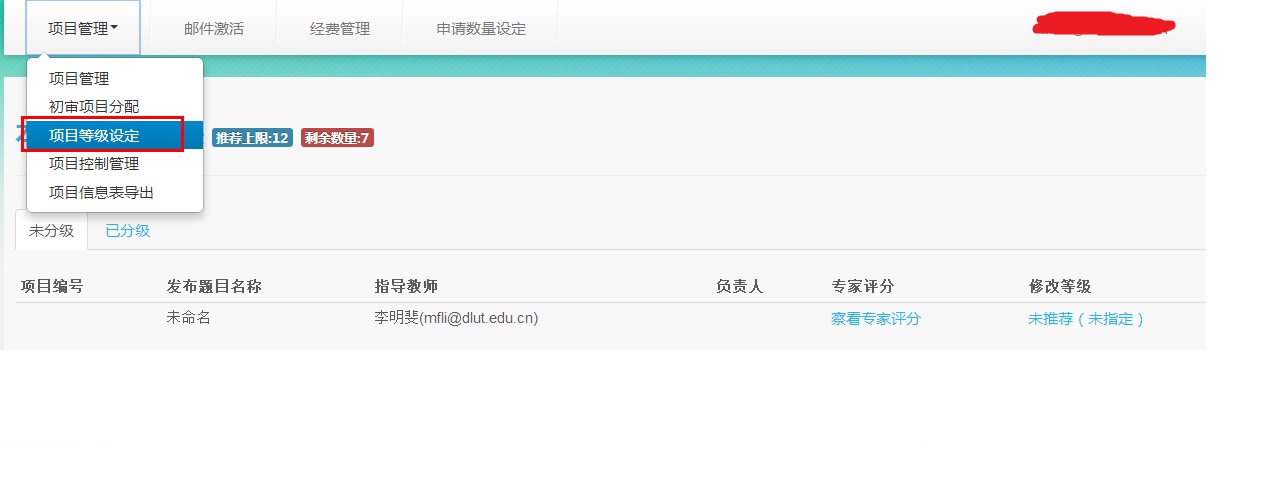 项目管理 邮件激活 经费管理 申请数量设定
项目管理
初审项目分配
项目等级设定 推荐上限:12 剩余数量:7
项目控制管理
项目信息表导出
未分级 已分级
项目编号 发布题目名称 指导教师 负责人 专家评分 修改等级
未命名 李明斐(mfli@dlut.edu.cn) 察看专家评分 未推荐(未指定)